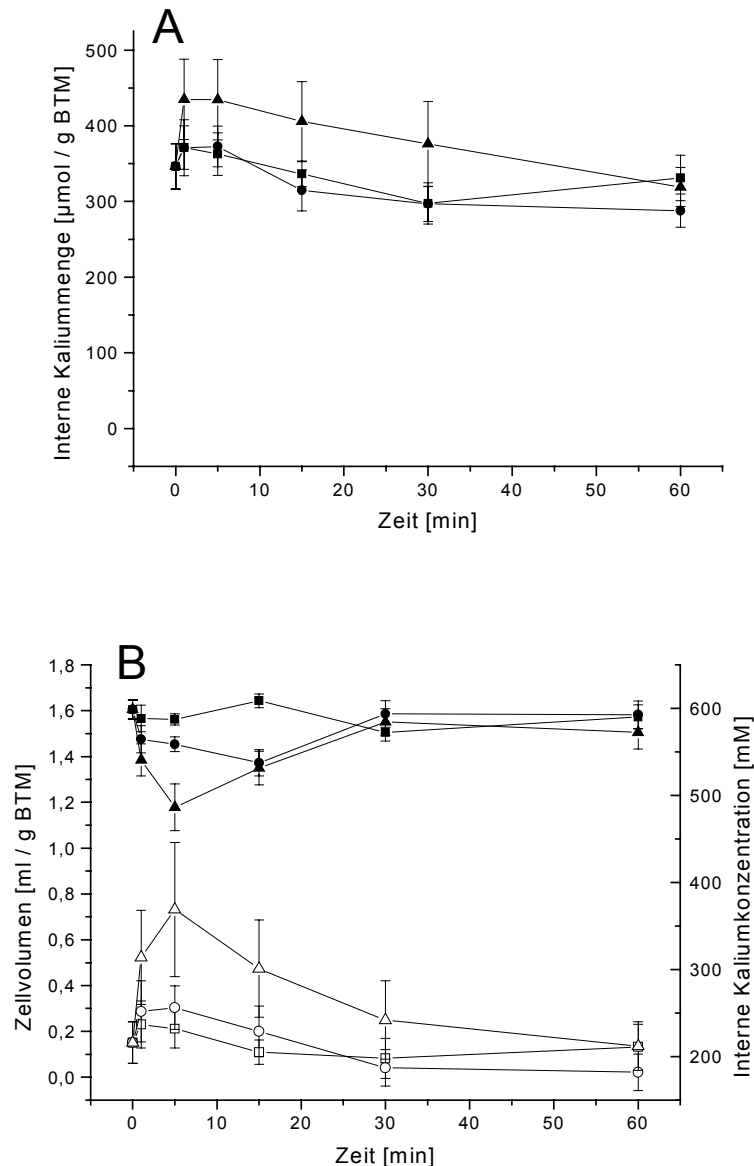 A
Interne Kaliummenge [µmol / g BTM]
500
400
300
200
100
0
0 10 20 30 40 50 60
Zeit [min]
B
Zellvolumen [ml / g BTM]
1,8
1,6
1,4
1,2
1,0
0,8
0,6
0,4
0,2
0,0
600
500
400
300
200
Interne Kaliumkonzentration [mM]
0 10 20 30 40 50 60
Zeit [min]